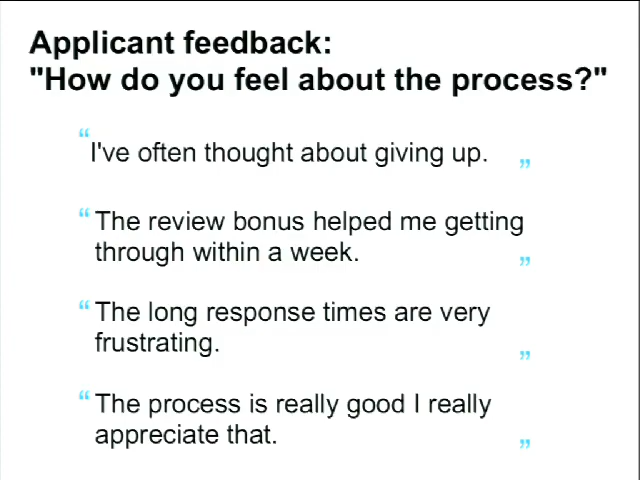 Applicant feedback:
"How do you feel about the process?"
“I've often thought about giving up. ”
“The review bonus helped me getting
through within a week. ”
“The long response times are very
frustrating. ”
“The process is really good I really
appreciate that. ”